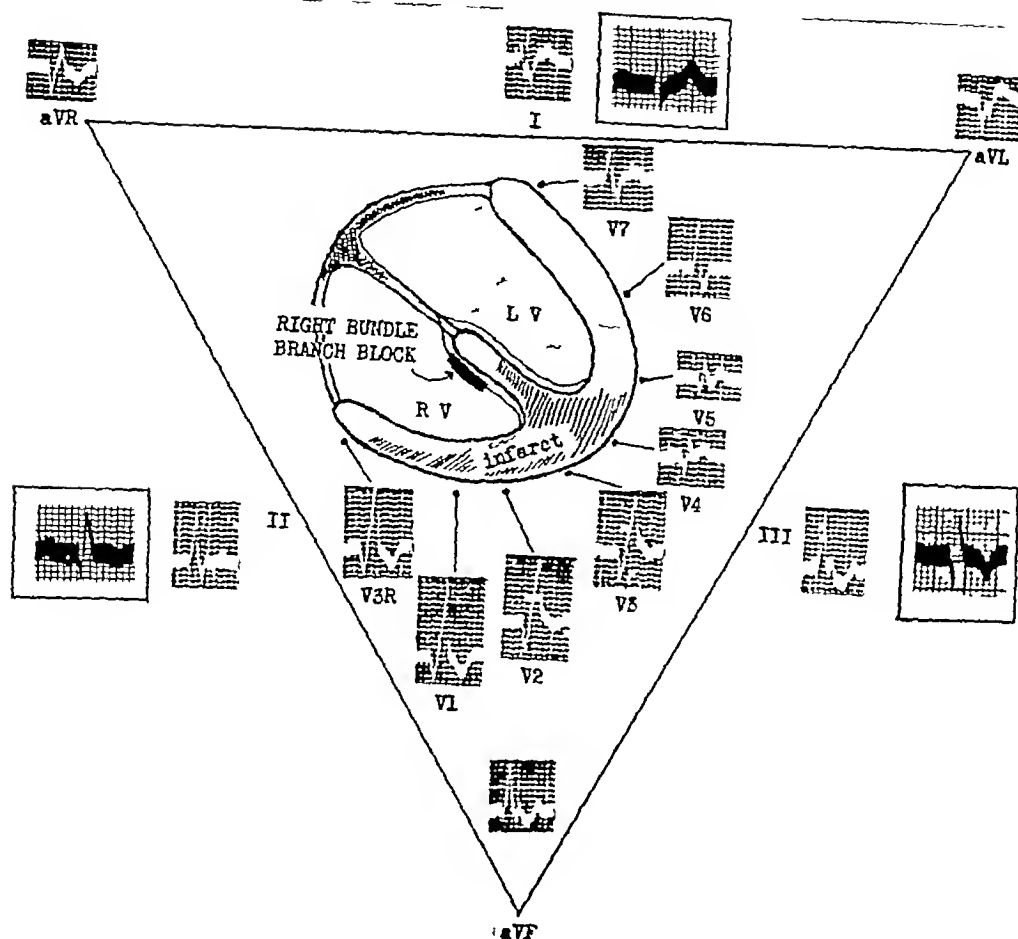 aVR
I
aVL
V7
V6
L V
RIGHT BUNDLE
BRANCH BLOCK
R V
V5
infarct
V4
II
III
V3R
V3
V2
V1
aVF